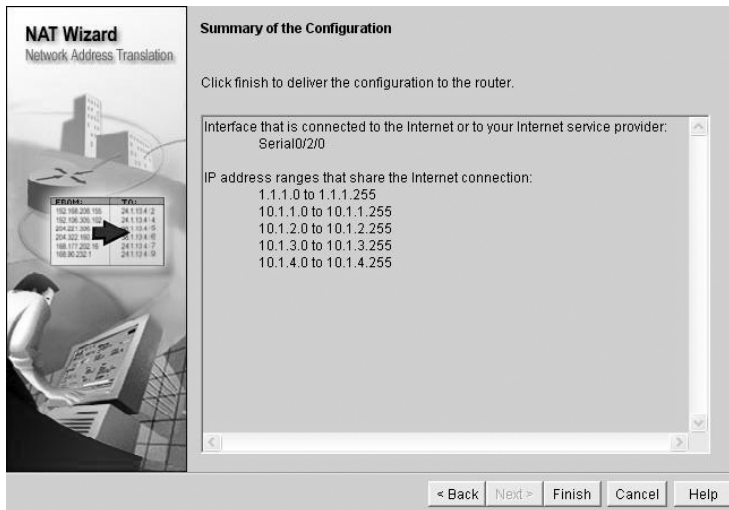 NAT Wizard
Network Address Translation
Summary of the Configuration
Click finish to deliver the configuration to the router.
Interface that is connected to the Internet or to your Internet service provider:
Serial0/2/0
IP address ranges that share the Internet connection:
1.1.1.0 to 1.1.1.255
10.1.1.0 to 10.1.1.255
10.1.2.0 to 10.1.2.255
10.1.3.0 to 10.1.3.255
10.1.4.0 to 10.1.4.255
FROM: TO:
< Back Next > Finish Cancel Help